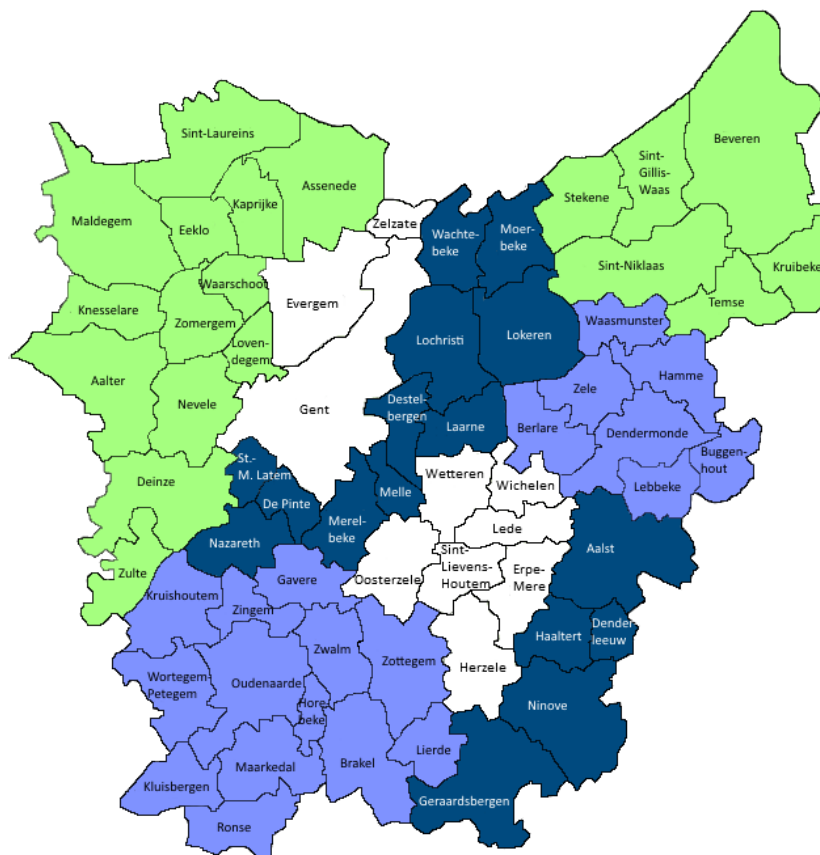 Sint-Laureins
Beveren
Sint-
Gillis-
Waas
Assenede
Stekene
Kaprijke
Maldegem
Zelzate
Eeklo
Wachte-
beke
Moer-
beke
Sint-Niklaas
Kruibeke
Waarschoot
Evergem
Temse
Knesselare
Zomergem
Waasmunster
Lochristi
Lokeren
Loven-
degem
Aalter
Hamme
Zele
Nevele
Gent
Destel-
bergen
Laarne
Berlare
Dendermonde
Buggen-
hout
St.-
M. Latem
Wetteren
Deinze
Melle
Wichelen
Lebbeke
De Pinte
Merel-
beke
Lede
Nazareth
Aalst
Sint-
Lievens-
Houtem
Erpe-
Mere
Zulte
Gavere
Oosterzele
Kruishoutem
Zingem
Haaltert
Dender-
leeuw
Zwalm
Zottegem
Herzele
Wortegem-
Petegem
Oudenaarde
Hore-
beke
Ninove
Lierde
Brakel
Maarkedal
Kluisbergen
Geraardsbergen
Ronse